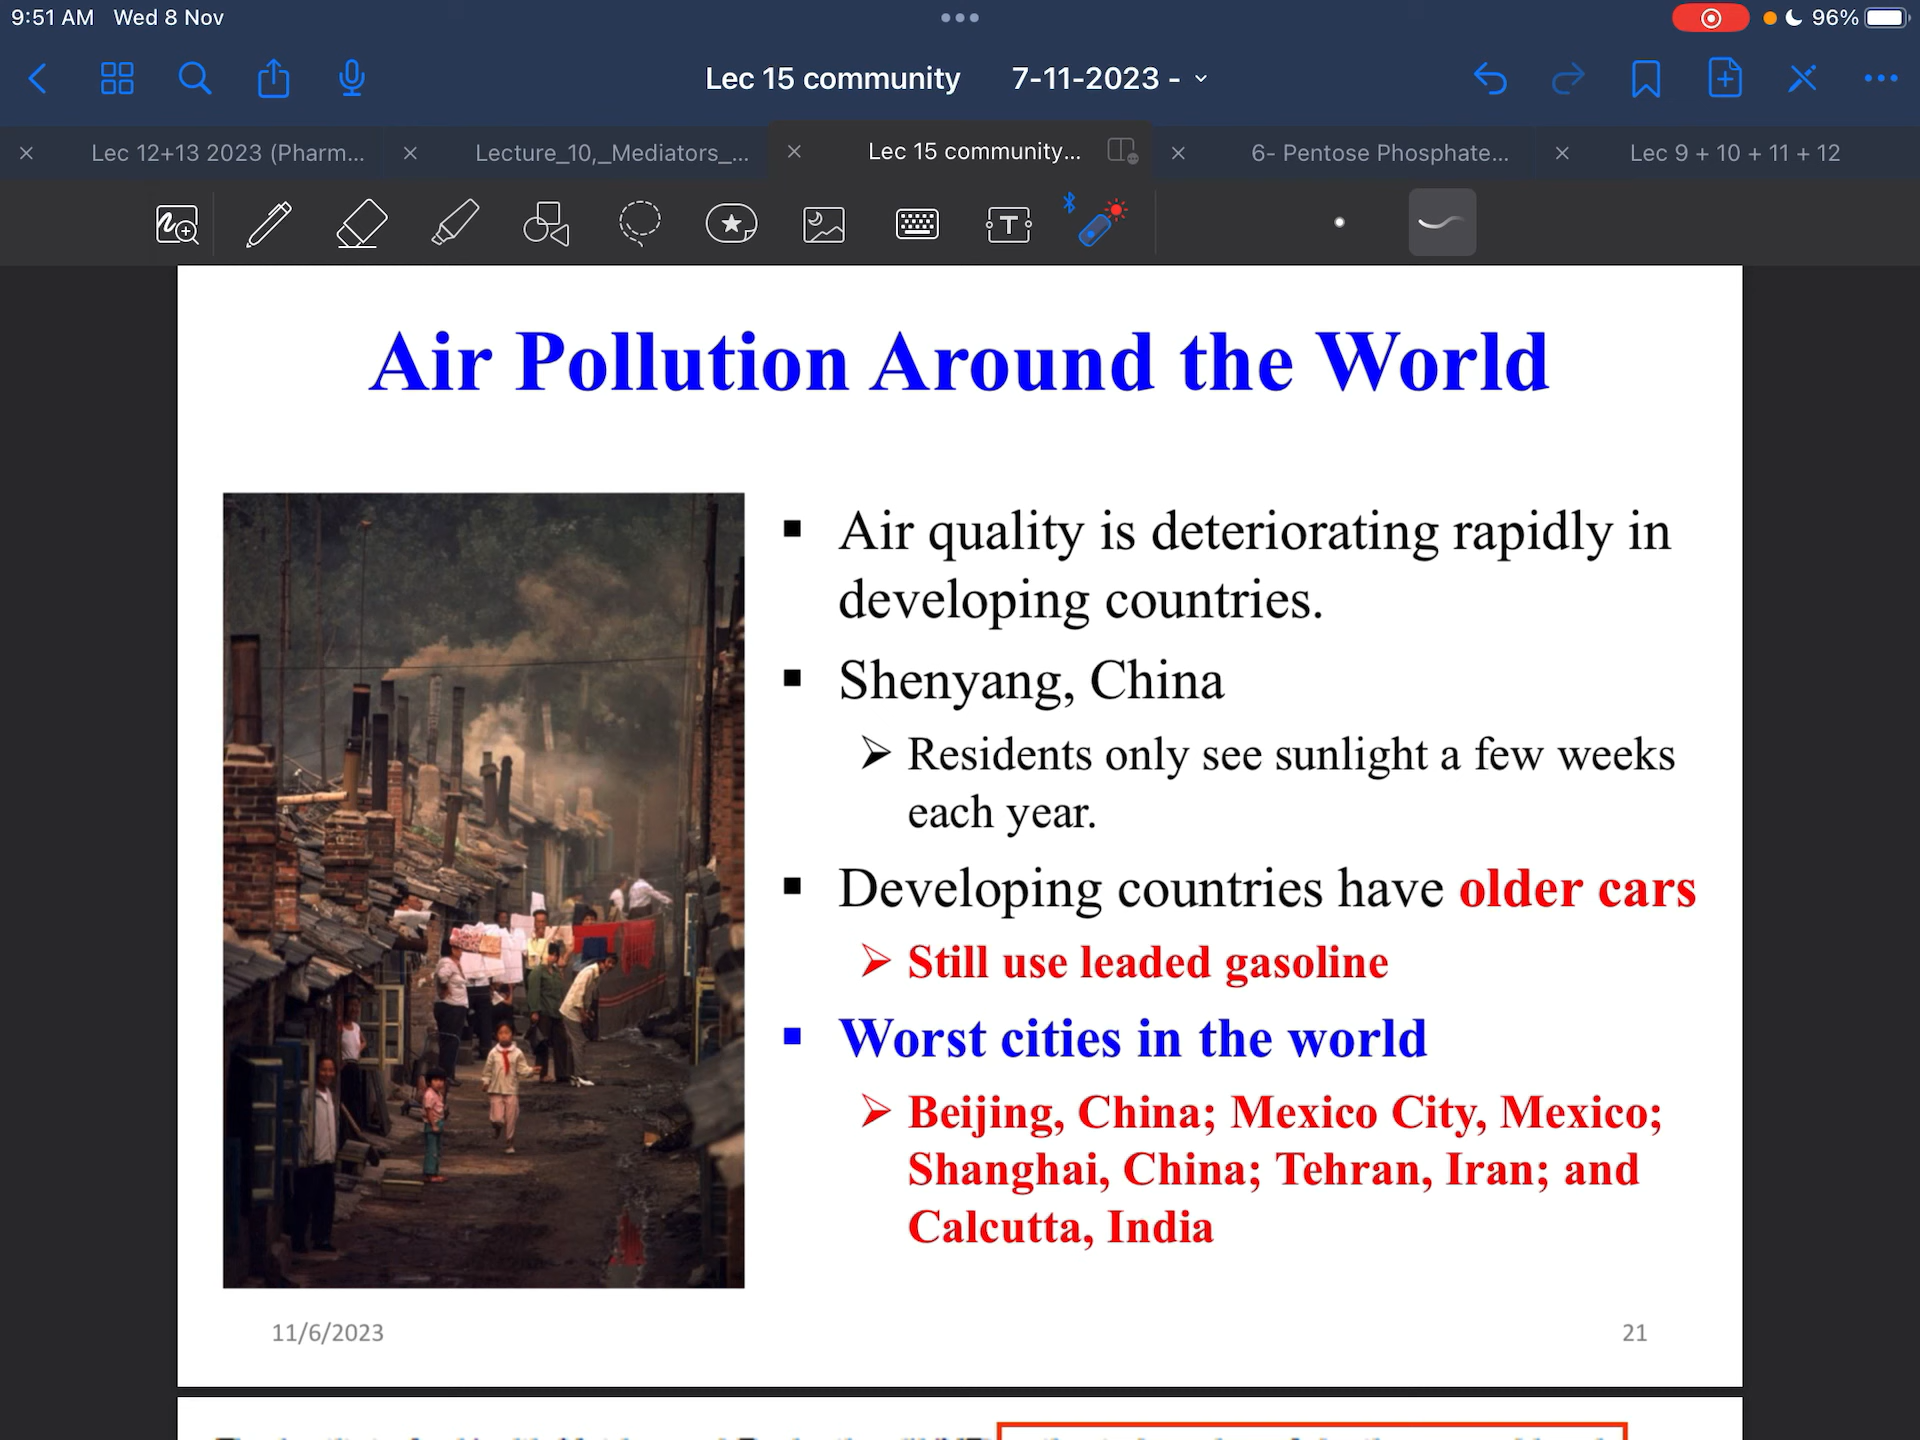 9:51 AM Wed 8 Nov
96%
Lec 15 community 7-11-2023 -
Lec 12+13 2023 (Pharm...
Lecture_10,_Mediators_...
Lec 15 community...
6- Pentose Phosphate...
Lec 9 + 10 + 11 + 12
T
Air Pollution Around the World
▪ Air quality is deteriorating rapidly in
developing countries.
▪ Shenyang, China
➢ Residents only see sunlight a few weeks
each year.
▪ Developing countries have older cars
➢ Still use leaded gasoline
▪ Worst cities in the world
➢ Beijing, China; Mexico City, Mexico;
Shanghai, China; Tehran, Iran; and
Calcutta, India
11/6/2023
21